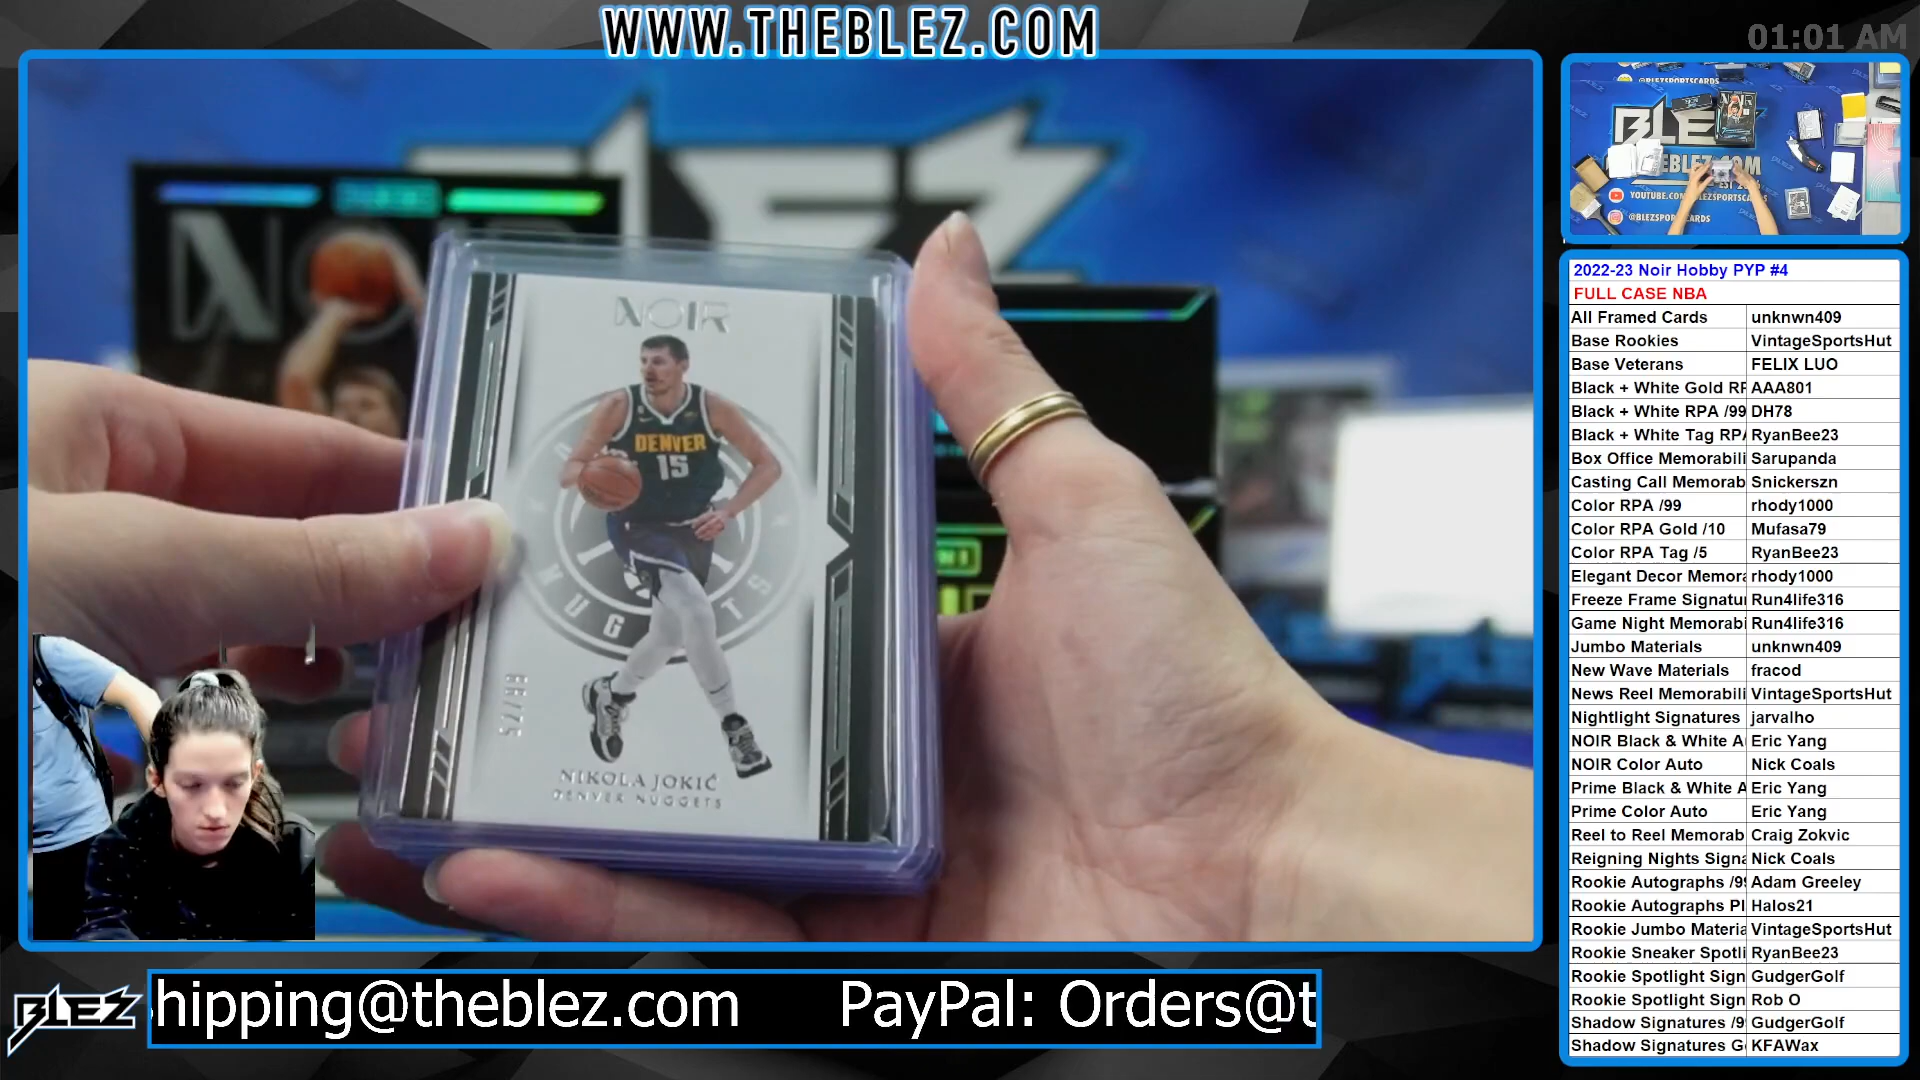 WWW.THEBLEZ.COM
01:01 AM
NOIR
DENVER
15
NUGGETS
NIKOLA JOKIĆ
DENVER NUGGETS
BLEZ
hipping@theblez.com PayPal: Orders@t
@BLEZSPORTSCARDS
NOIR
BLEZ
2022-23 Noir Hobby PYP #4
FULL CASE NBA
All Framed Cards unknwn409
Base Rookies VintageSportsHut
Base Veterans FELIX LUO
Black + White Gold RP AAA801
Black + White RPA /99 DH78
Black + White Tag RPA RyanBee23
Box Office Memorabili Sarupanda
Casting Call Memorab Snickerszn
Color RPA /99 rhody1000
Color RPA Gold /10 Mufasa79
Color RPA Tag /5 RyanBee23
Elegant Decor Memora rhody1000
Freeze Frame Signatu Run4life316
Game Night Memorabi Run4life316
Jumbo Materials unknwn409
New Wave Materials fracod
News Reel Memorabili VintageSportsHut
Nightlight Signatures jarvalho
NOIR Black & White A Eric Yang
NOIR Color Auto Nick Coals
Prime Black & White A Eric Yang
Prime Color Auto Eric Yang
Reel to Reel Memorab Craig Zokvic
Reigning Nights Signa Nick Coals
Rookie Autographs /99 Adam Greeley
Rookie Autographs Pl Halos21
Rookie Jumbo Materia VintageSportsHut
Rookie Sneaker Spotli RyanBee23
Rookie Spotlight Sign GudgerGolf
Rookie Spotlight Sign Rob O
Shadow Signatures /9 GudgerGolf
Shadow Signatures G KFAWax